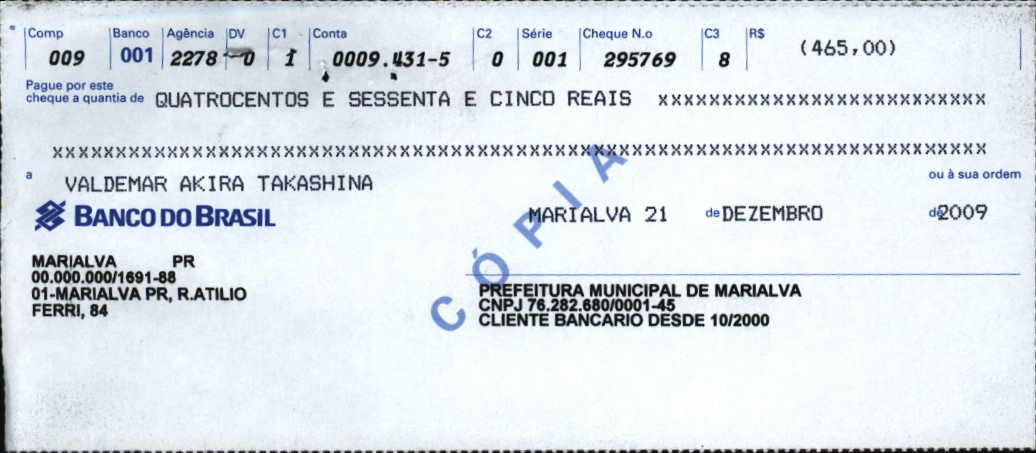 Comp Banco Agência DV C1 Conta C2 Série Cheque N.o C3 R$
009 001 2278-0 1 0009.431-5 0 001 295769 8 (465,00)
Pague por este
cheque a quantia de QUATROCENTOS E SESSENTA E CINCO REAIS xxxxxxxxxxxxxxxxxxxxxxxxxx
xxxxxxxxxxxxxxxxxxxxxxxxxxxxxxxxxxxxxxxxxxxxxxxxxxxxxxxxxxxxxxxxxxxxxxxxxx
a VALDEMAR AKIRA TAKASHINA ou à sua ordem
BANCO DO BRASIL MARIALVA 21 de DEZEMBRO de 2009
CÓPIA
MARIALVA PR
00.000.000/1691-88
01-MARIALVA PR, R.ATILIO
FERRI, 84
PREFEITURA MUNICIPAL DE MARIALVA
CNPJ 76.282.680/0001-45
CLIENTE BANCARIO DESDE 10/2000